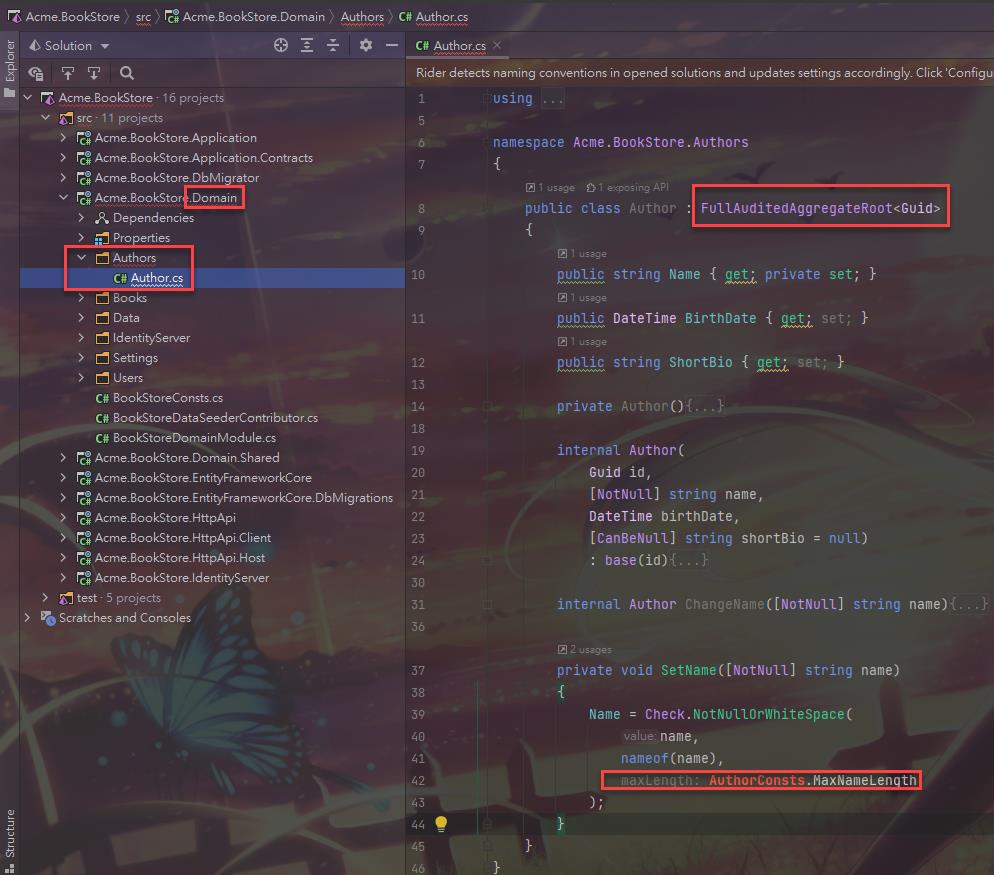 Acme.BookStore 〉 src 〉 Acme.BookStore.Domain 〉 Authors 〉 C# Author.cs
Explorer
Solution
Acme.BookStore · 16 projects
src · 11 projects
Acme.BookStore.Application
Acme.BookStore.Application.Contracts
Acme.BookStore.DbMigrator
Acme.BookStore.Domain
Dependencies
Properties
Authors
C# Author.cs
Books
Data
IdentityServer
Settings
Users
C# BookStoreConsts.cs
C# BookStoreDataSeederContributor.cs
C# BookStoreDomainModule.cs
Acme.BookStore.Domain.Shared
Acme.BookStore.EntityFrameworkCore
Acme.BookStore.EntityFrameworkCore.DbMigrations
Acme.BookStore.HttpApi
Acme.BookStore.HttpApi.Client
Acme.BookStore.HttpApi.Host
Acme.BookStore.IdentityServer
test · 5 projects
Scratches and Consoles
Structure
C# Author.cs ×
Rider detects naming conventions in opened solutions and updates settings accordingly. Click 'Configu
1 using ...
5
6 namespace Acme.BookStore.Authors
7 {
1 usage 1 exposing API
8 public class Author : FullAuditedAggregateRoot<Guid>
9 {
1 usage
10 public string Name { get; private set; }
1 usage
11 public DateTime BirthDate { get; set; }
1 usage
12 public string ShortBio { get; set; }
13
14 private Author(){...}
18
19 internal Author(
20 Guid id,
21 [NotNull] string name,
22 DateTime birthDate,
23 [CanBeNull] string shortBio = null)
24 : base(id){...}
30
31 internal Author ChangeName([NotNull] string name){...}
36
2 usages
37 private void SetName([NotNull] string name)
38 {
39 Name = Check.NotNullOrWhiteSpace(
40 value: name,
41 nameof(name),
42 maxLength: AuthorConsts.MaxNameLength
43 );
44 }
45 }
46 }